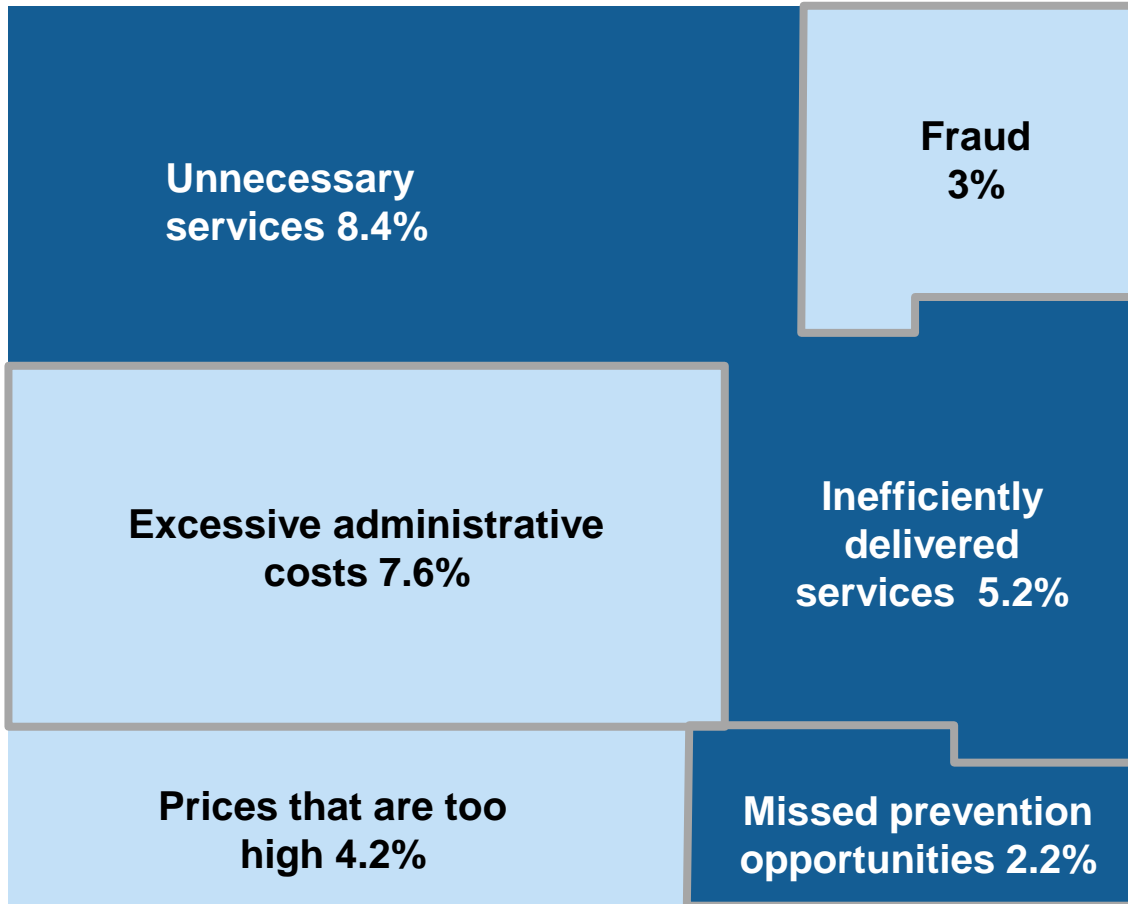 Unnecessary
services 8.4%
Fraud
3%
Excessive administrative
costs 7.6%
Inefficiently
delivered
services 5.2%
Prices that are too
high 4.2%
Missed prevention
opportunities 2.2%